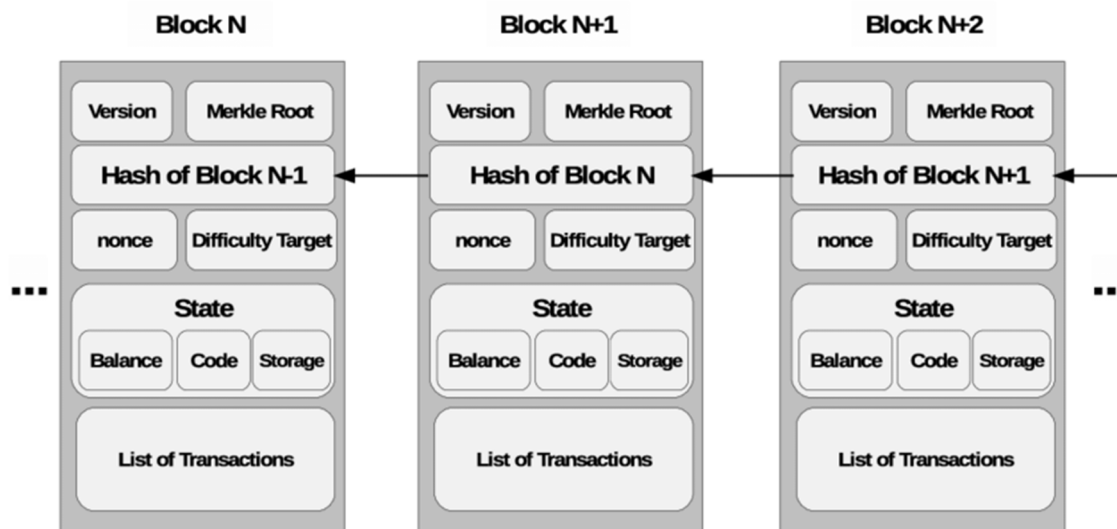 Block N Block N+1 Block N+2
Version Merkle Root Version Merkle Root Version Merkle Root
Hash of Block N-1 Hash of Block N Hash of Block N+1
nonce Difficulty Target nonce Difficulty Target nonce Difficulty Target
... ...
State State State
Balance Code Storage Balance Code Storage Balance Code Storage
List of Transactions List of Transactions List of Transactions